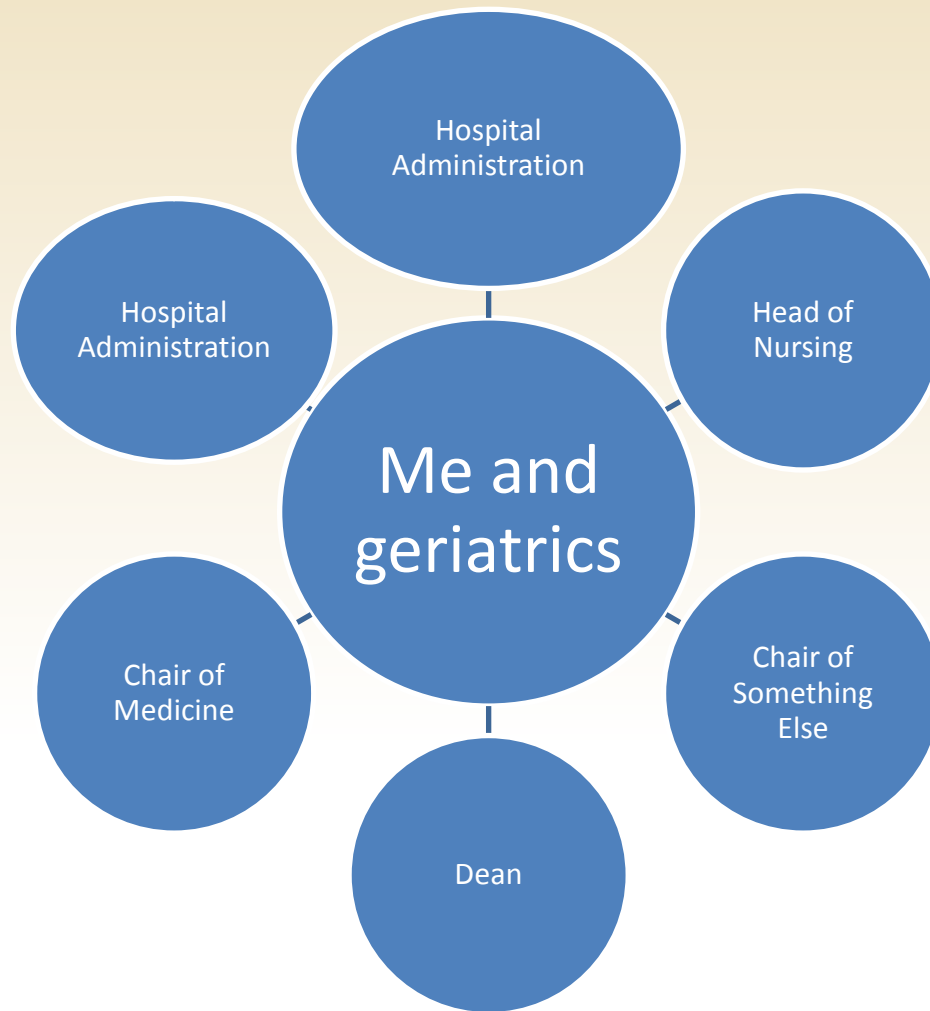 Hospital
Administration
Hospital
Administration
Head of
Nursing
Me and
geriatrics
Chair of
Medicine
Chair of
Something
Else
Dean